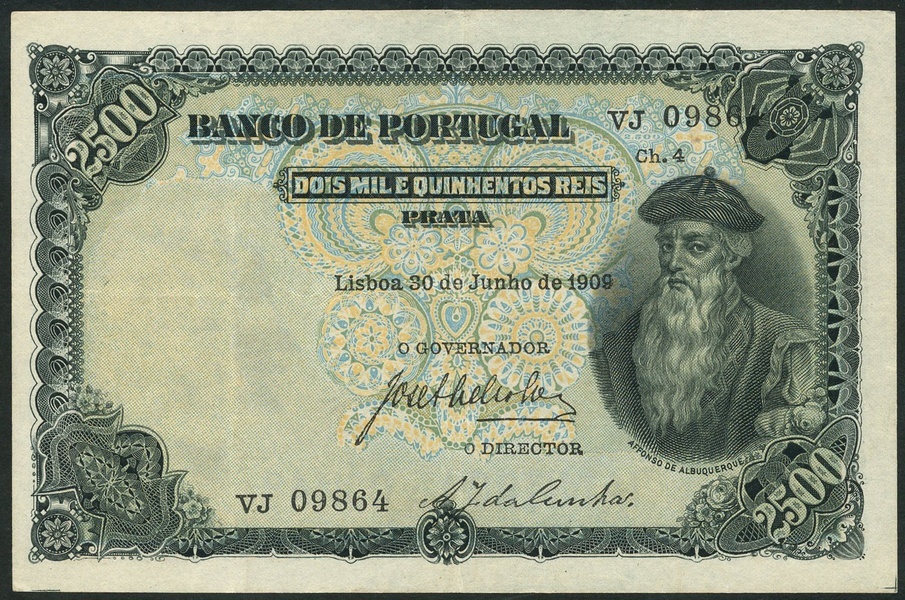 2500
BANCO DE PORTUGAL
VJ 09864
Ch. 4
DOIS MIL E QUINHENTOS REIS
PRATA
Lisboa 30 de Junho de 1909
O GOVERNADOR
O DIRECTOR
AFFONSO DE ALBUQUERQUE
VJ 09864
2500